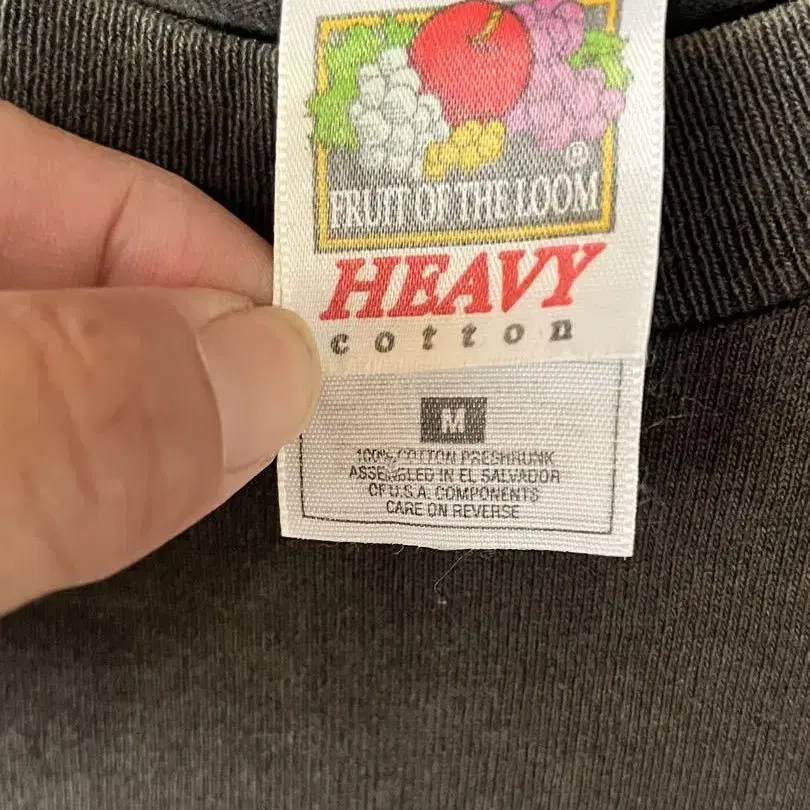 ®
FRUIT OF THE LOOM
HEAVY
cotton
M
100% COTTON PRESHRUNK
ASSEMBLED IN EL SALVADOR
OF U.S.A. COMPONENTS
CARE ON REVERSE